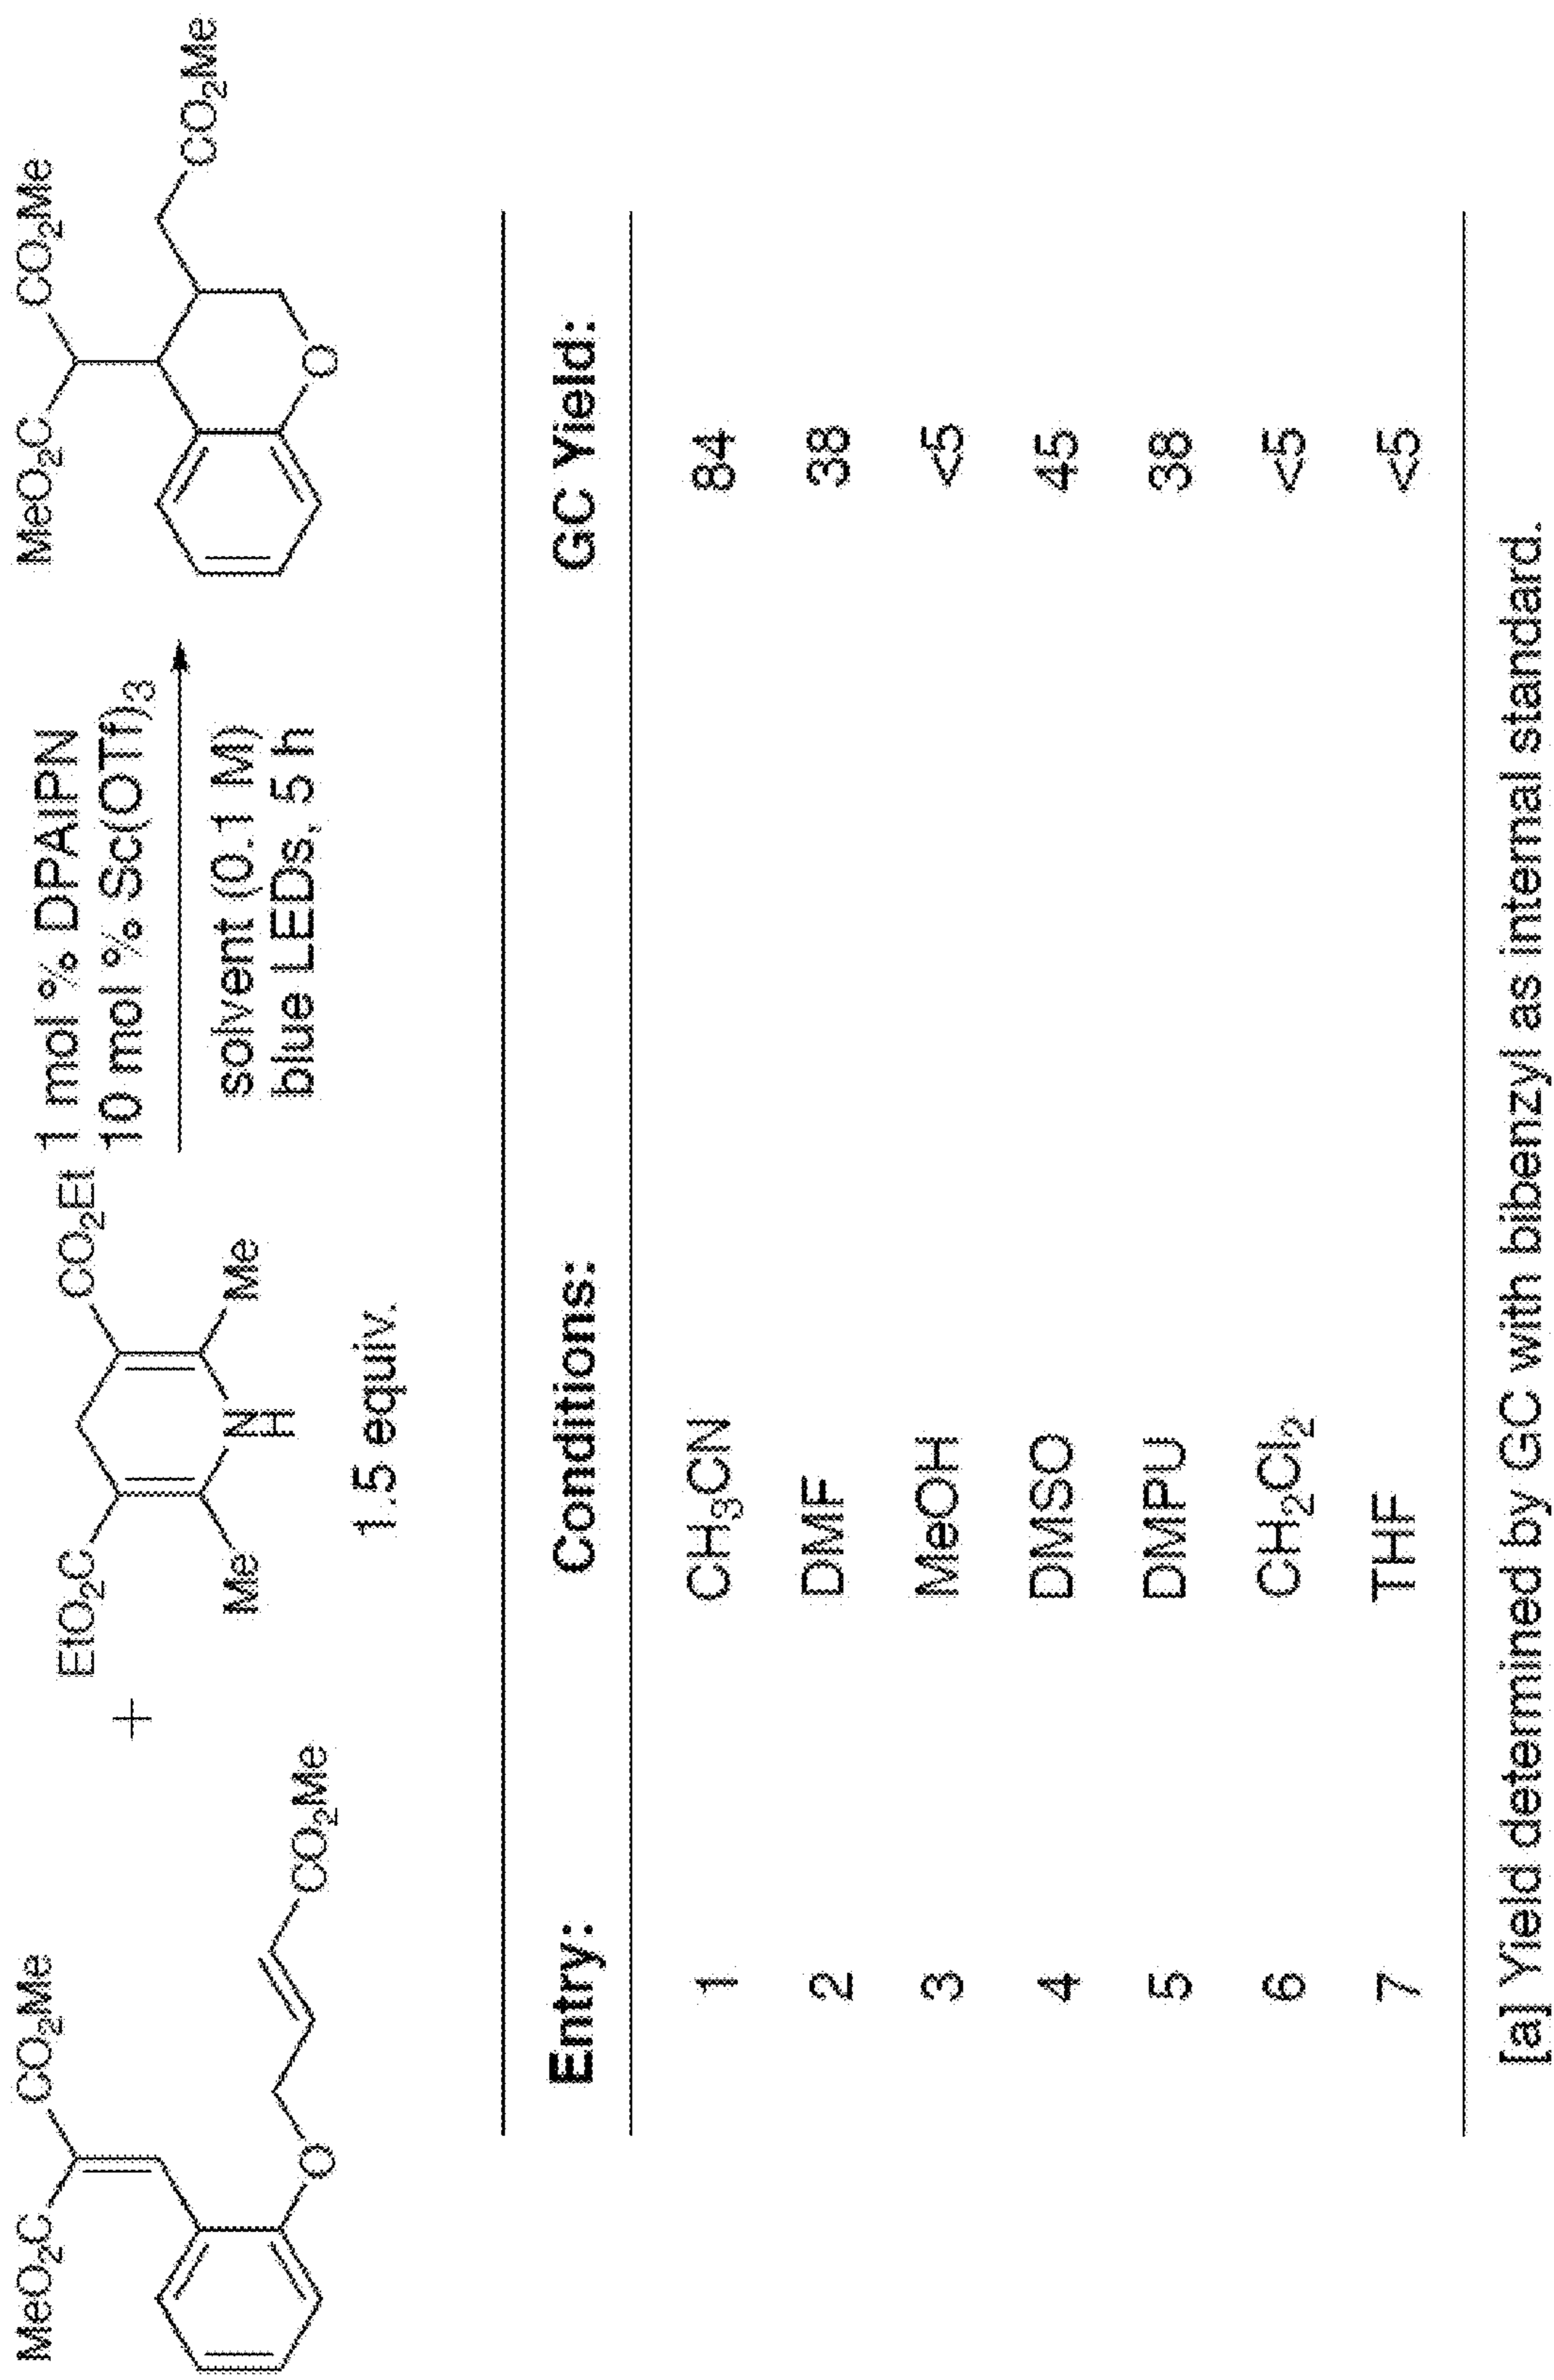 MeO₂C CO₂Me
O CO₂Me
+
EtO₂C CO₂Et
Me N Me
H
1.5 equiv.
1 mol % DPAIPN
10 mol % Sc(OTf)₃
solvent (0.1 M)
blue LEDs, 5 h
MeO₂C CO₂Me
CO₂Me
O
Entry: Conditions: GC Yield:
1 CH₃CN 84
2 DMF 38
3 MeOH <5
4 DMSO 45
5 DMPU 38
6 CH₂Cl₂ <5
7 THF <5
[a] Yield determined by GC with bibenzyl as internal standard.